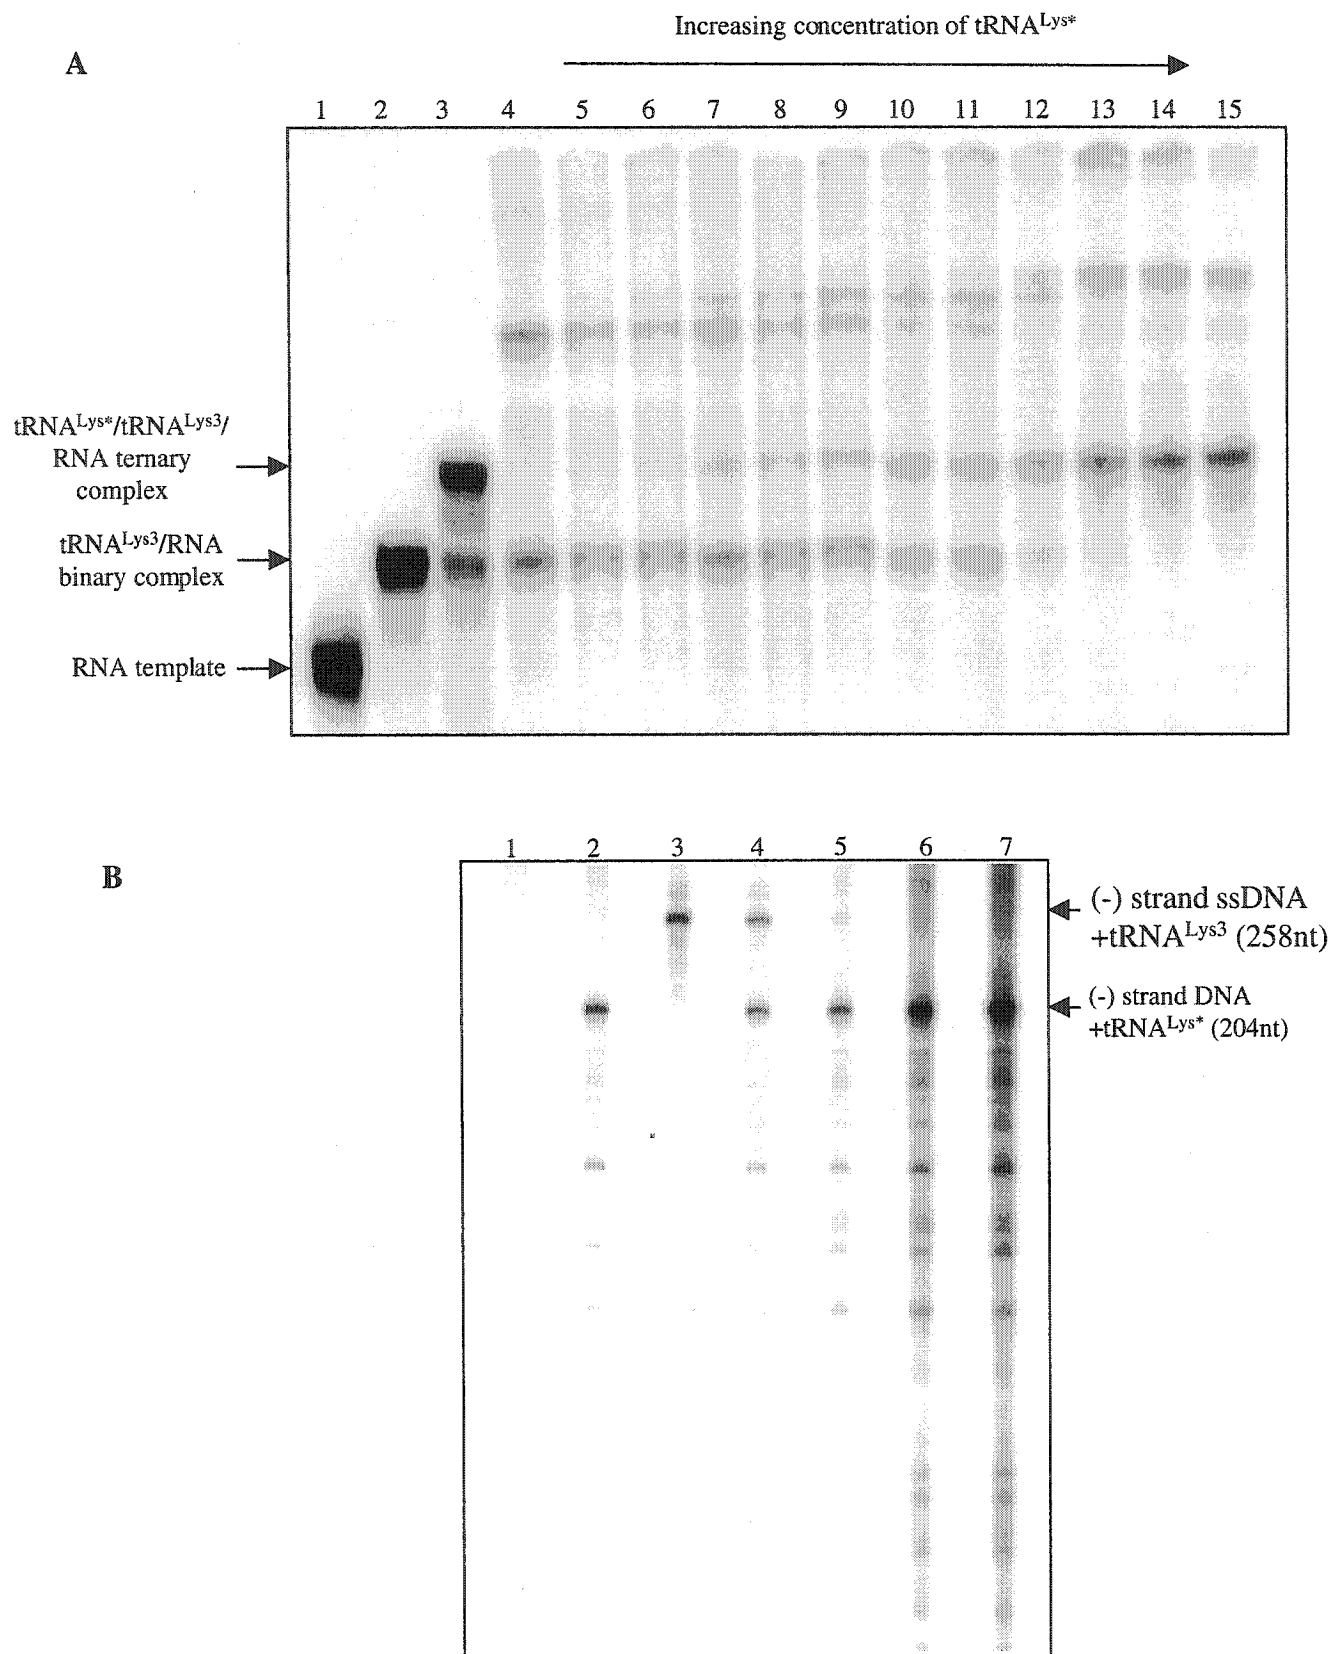 Increasing concentration of tRNALys*
A
1 2 3 4 5 6 7 8 9 10 11 12 13 14 15
tRNALys*/tRNALys3/
RNA ternary
complex
tRNALys3/RNA
binary complex
RNA template
B
1 2 3 4 5 6 7
(-) strand ssDNA
+tRNALys3 (258nt)
(-) strand DNA
+tRNALys* (204nt)